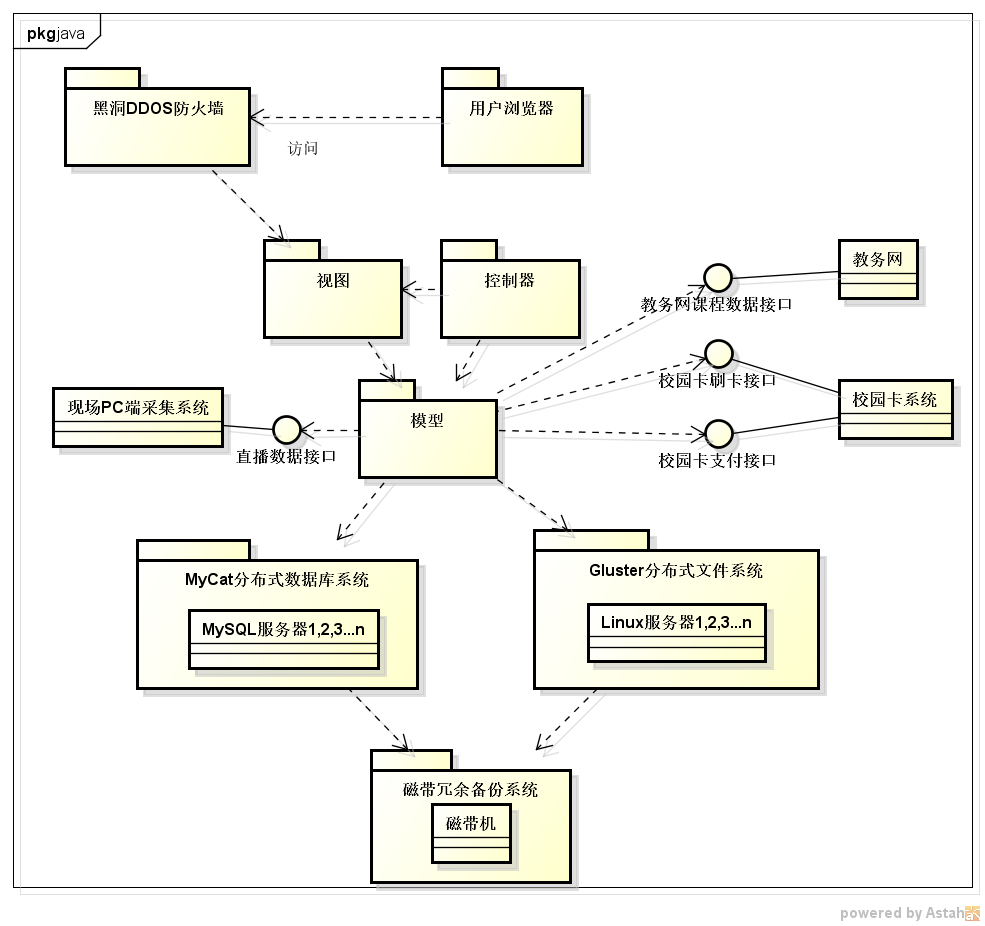 pkgjava
黑洞DDOS防火墙
用户浏览器
访问
视图
控制器
教务网
教务网课程数据接口
校园卡刷卡接口
现场PC端采集系统
模型
校园卡系统
直播数据接口
校园卡支付接口
MyCat分布式数据库系统
Gluster分布式文件系统
MySQL服务器1,2,3...n
Linux服务器1,2,3...n
磁带冗余备份系统
磁带机
powered by Astah